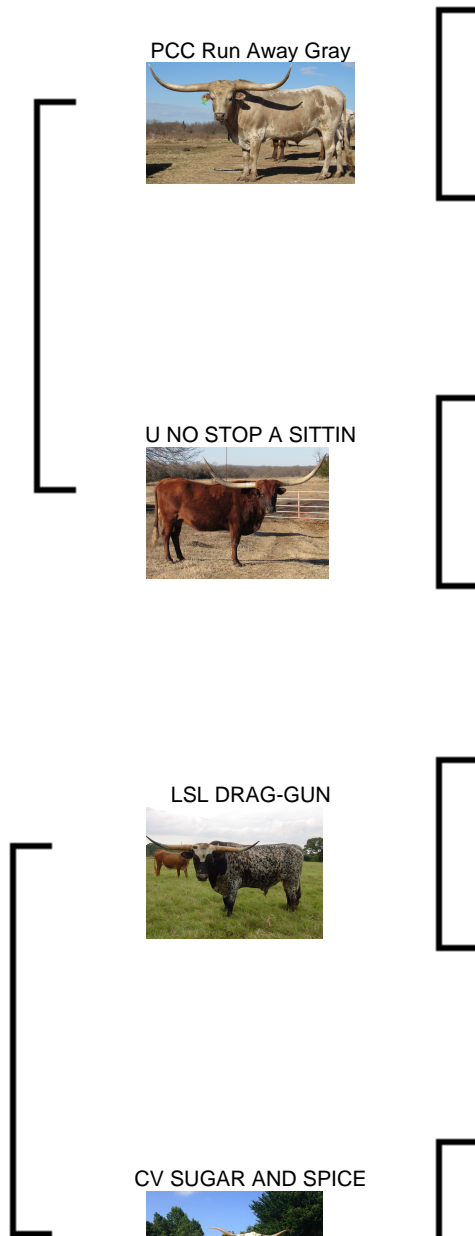 PCC Run Away Gray
U NO STOP A SITTIN
LSL DRAG-GUN
CV SUGAR AND SPICE